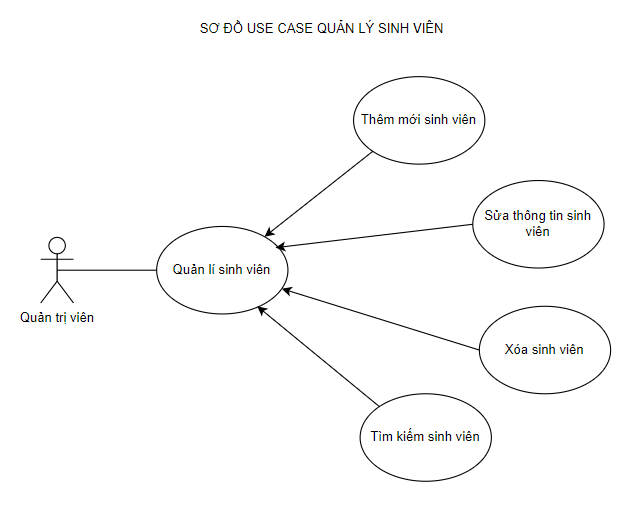 SƠ ĐỒ USE CASE QUẢN LÝ SINH VIÊN
Thêm mới sinh viên
Sửa thông tin sinh
viên
Quản lí sinh viên
Quản trị viên
Xóa sinh viên
Tìm kiếm sinh viên